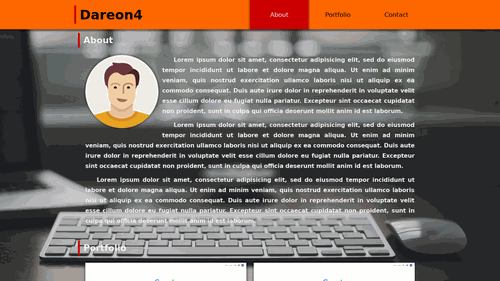 Dareon4
About
Portfolio
Contact
About
Lorem ipsum dolor sit amet, consectetur adipisicing elit, sed do eiusmod
tempor incididunt ut labore et dolore magna aliqua. Ut enim ad minim
veniam, quis nostrud exercitation ullamco laboris nisi ut aliquip ex ea
commodo consequat. Duis aute irure dolor in reprehenderit in voluptate velit
esse cillum dolore eu fugiat nulla pariatur. Excepteur sint occaecat cupidatat
non proident, sunt in culpa qui officia deserunt mollit anim id est laborum.
Lorem ipsum dolor sit amet, consectetur adipisicing elit, sed do eiusmod
tempor incididunt ut labore et dolore magna aliqua. Ut enim ad minim
veniam, quis nostrud exercitation ullamco laboris nisi ut aliquip ex ea commodo consequat. Duis aute
irure dolor in reprehenderit in voluptate velit esse cillum dolore eu fugiat nulla pariatur. Excepteur
sint occaecat cupidatat non proident, sunt in culpa qui officia deserunt mollit anim id est laborum.
Lorem ipsum dolor sit amet, consectetur adipisicing elit, sed do eiusmod tempor incididunt ut labore
et dolore magna aliqua. Ut enim ad minim veniam, quis nostrud exercitation ullamco laboris
nisi ut aliquip ex ea commodo consequat. Duis aute irure dolor in reprehenderit in voluptate velit esse
cillum dolore eu fugiat nulla pariatur. Excepteur sint occaecat cupidatat non proident, sunt in
culpa qui officia deserunt mollit anim id est laborum.
Portfolio